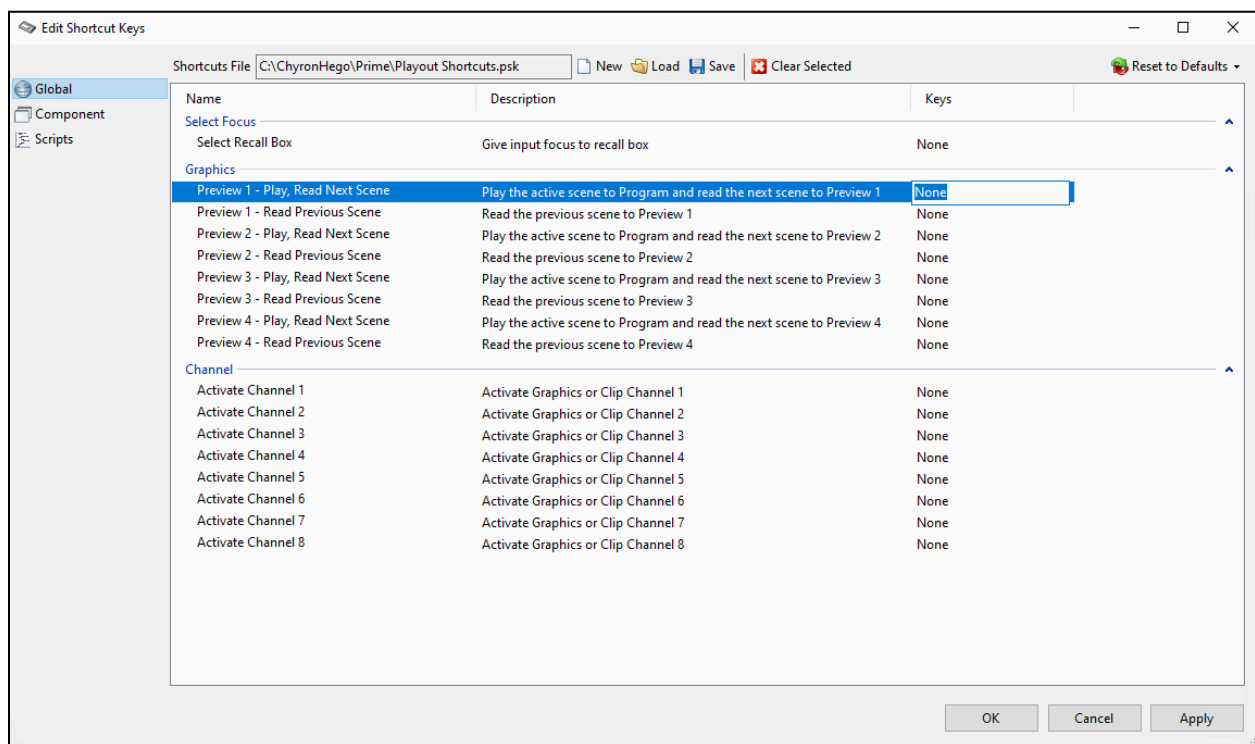 Edit Shortcut Keys
Shortcuts File C:\ChyronHego\Prime\Playout Shortcuts.psk New Load Save Clear Selected Reset to Defaults
Global
Component
Scripts
Name Description Keys
Select Focus
Select Recall Box Give input focus to recall box None
Graphics
Preview 1 - Play, Read Next Scene Play the active scene to Program and read the next scene to Preview 1 None
Preview 1 - Read Previous Scene Read the previous scene to Preview 1 None
Preview 2 - Play, Read Next Scene Play the active scene to Program and read the next scene to Preview 2 None
Preview 2 - Read Previous Scene Read the previous scene to Preview 2 None
Preview 3 - Play, Read Next Scene Play the active scene to Program and read the next scene to Preview 3 None
Preview 3 - Read Previous Scene Read the previous scene to Preview 3 None
Preview 4 - Play, Read Next Scene Play the active scene to Program and read the next scene to Preview 4 None
Preview 4 - Read Previous Scene Read the previous scene to Preview 4 None
Channel
Activate Channel 1 Activate Graphics or Clip Channel 1 None
Activate Channel 2 Activate Graphics or Clip Channel 2 None
Activate Channel 3 Activate Graphics or Clip Channel 3 None
Activate Channel 4 Activate Graphics or Clip Channel 4 None
Activate Channel 5 Activate Graphics or Clip Channel 5 None
Activate Channel 6 Activate Graphics or Clip Channel 6 None
Activate Channel 7 Activate Graphics or Clip Channel 7 None
Activate Channel 8 Activate Graphics or Clip Channel 8 None
OK Cancel Apply